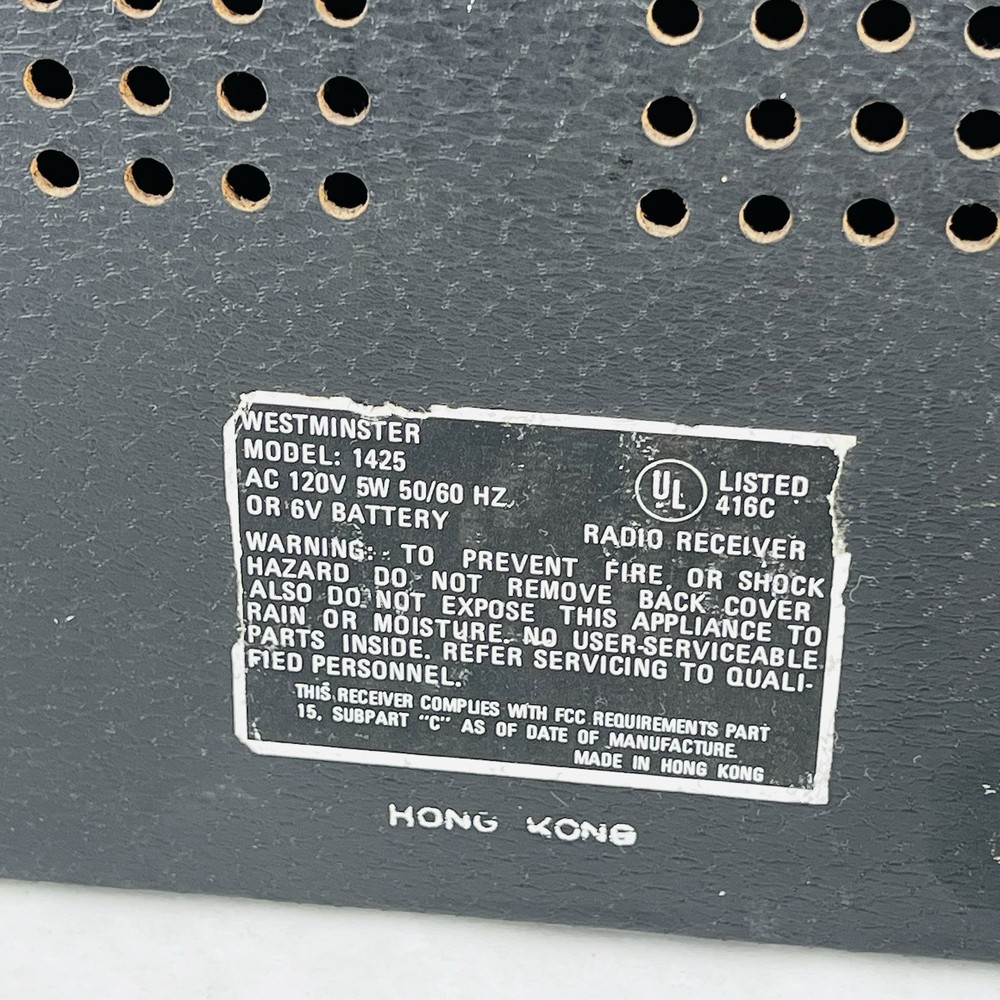 WESTMINSTER
MODEL: 1425
AC 120V 5W 50/60 HZ
OR 6V BATTERY
UL LISTED
416C
RADIO RECEIVER
WARNING: TO PREVENT FIRE, OR SHOCK
HAZARD DO NOT REMOVE BACK COVER
ALSO DO NOT EXPOSE THIS APPLIANCE TO
RAIN OR MOISTURE. NO USER-SERVICEABLE
PARTS INSIDE. REFER SERVICING TO QUALI-
FIED PERSONNEL.
THIS RECEIVER COMPLIES WITH FCC REQUIREMENTS PART
15, SUBPART "C" AS OF DATE OF MANUFACTURE
MADE IN HONG KONG
HONG KONG